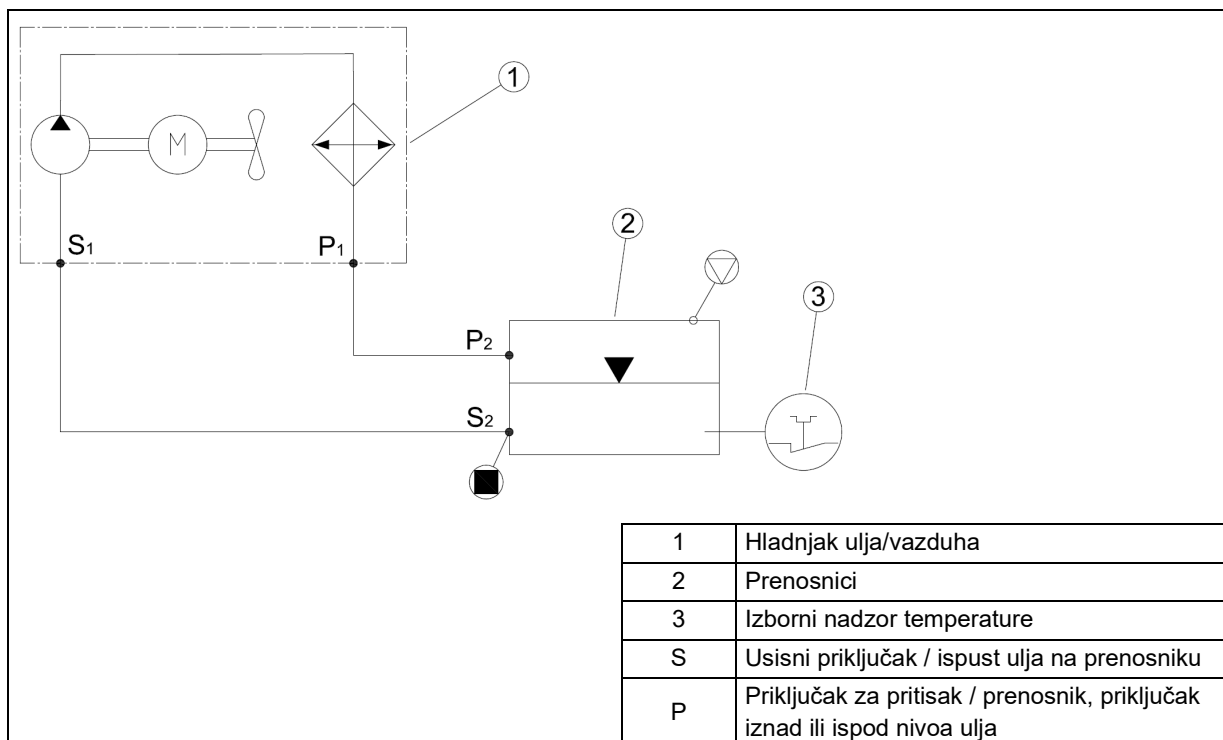 1
M
S1
P1
2
3
P2
S2
1 Hladnjak ulja/vazduha
2 Prenosnici
3 Izborni nadzor temperature
S Usisni priključak / ispust ulja na prenosniku
P Priključak za pritisak / prenosnik, priključak
iznad ili ispod nivoa ulja